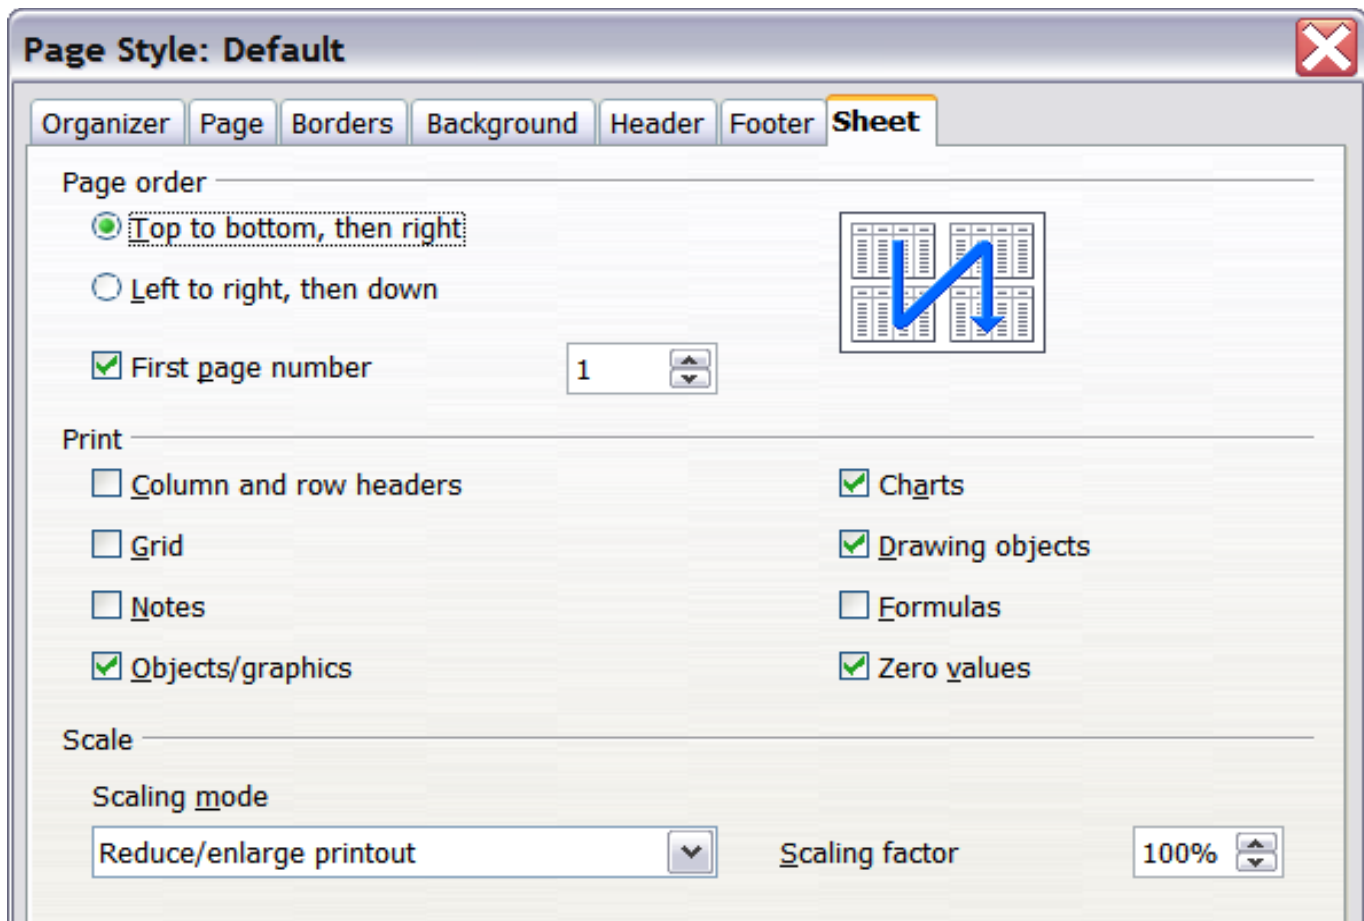 Page Style: Default
Organizer Page Borders Background Header Footer Sheet
Page order
Top to bottom, then right
Left to right, then down
First page number 1
Print
Column and row headers Charts
Grid Drawing objects
Notes Formulas
Objects/graphics Zero values
Scale
Scaling mode
Reduce/enlarge printout Scaling factor 100%